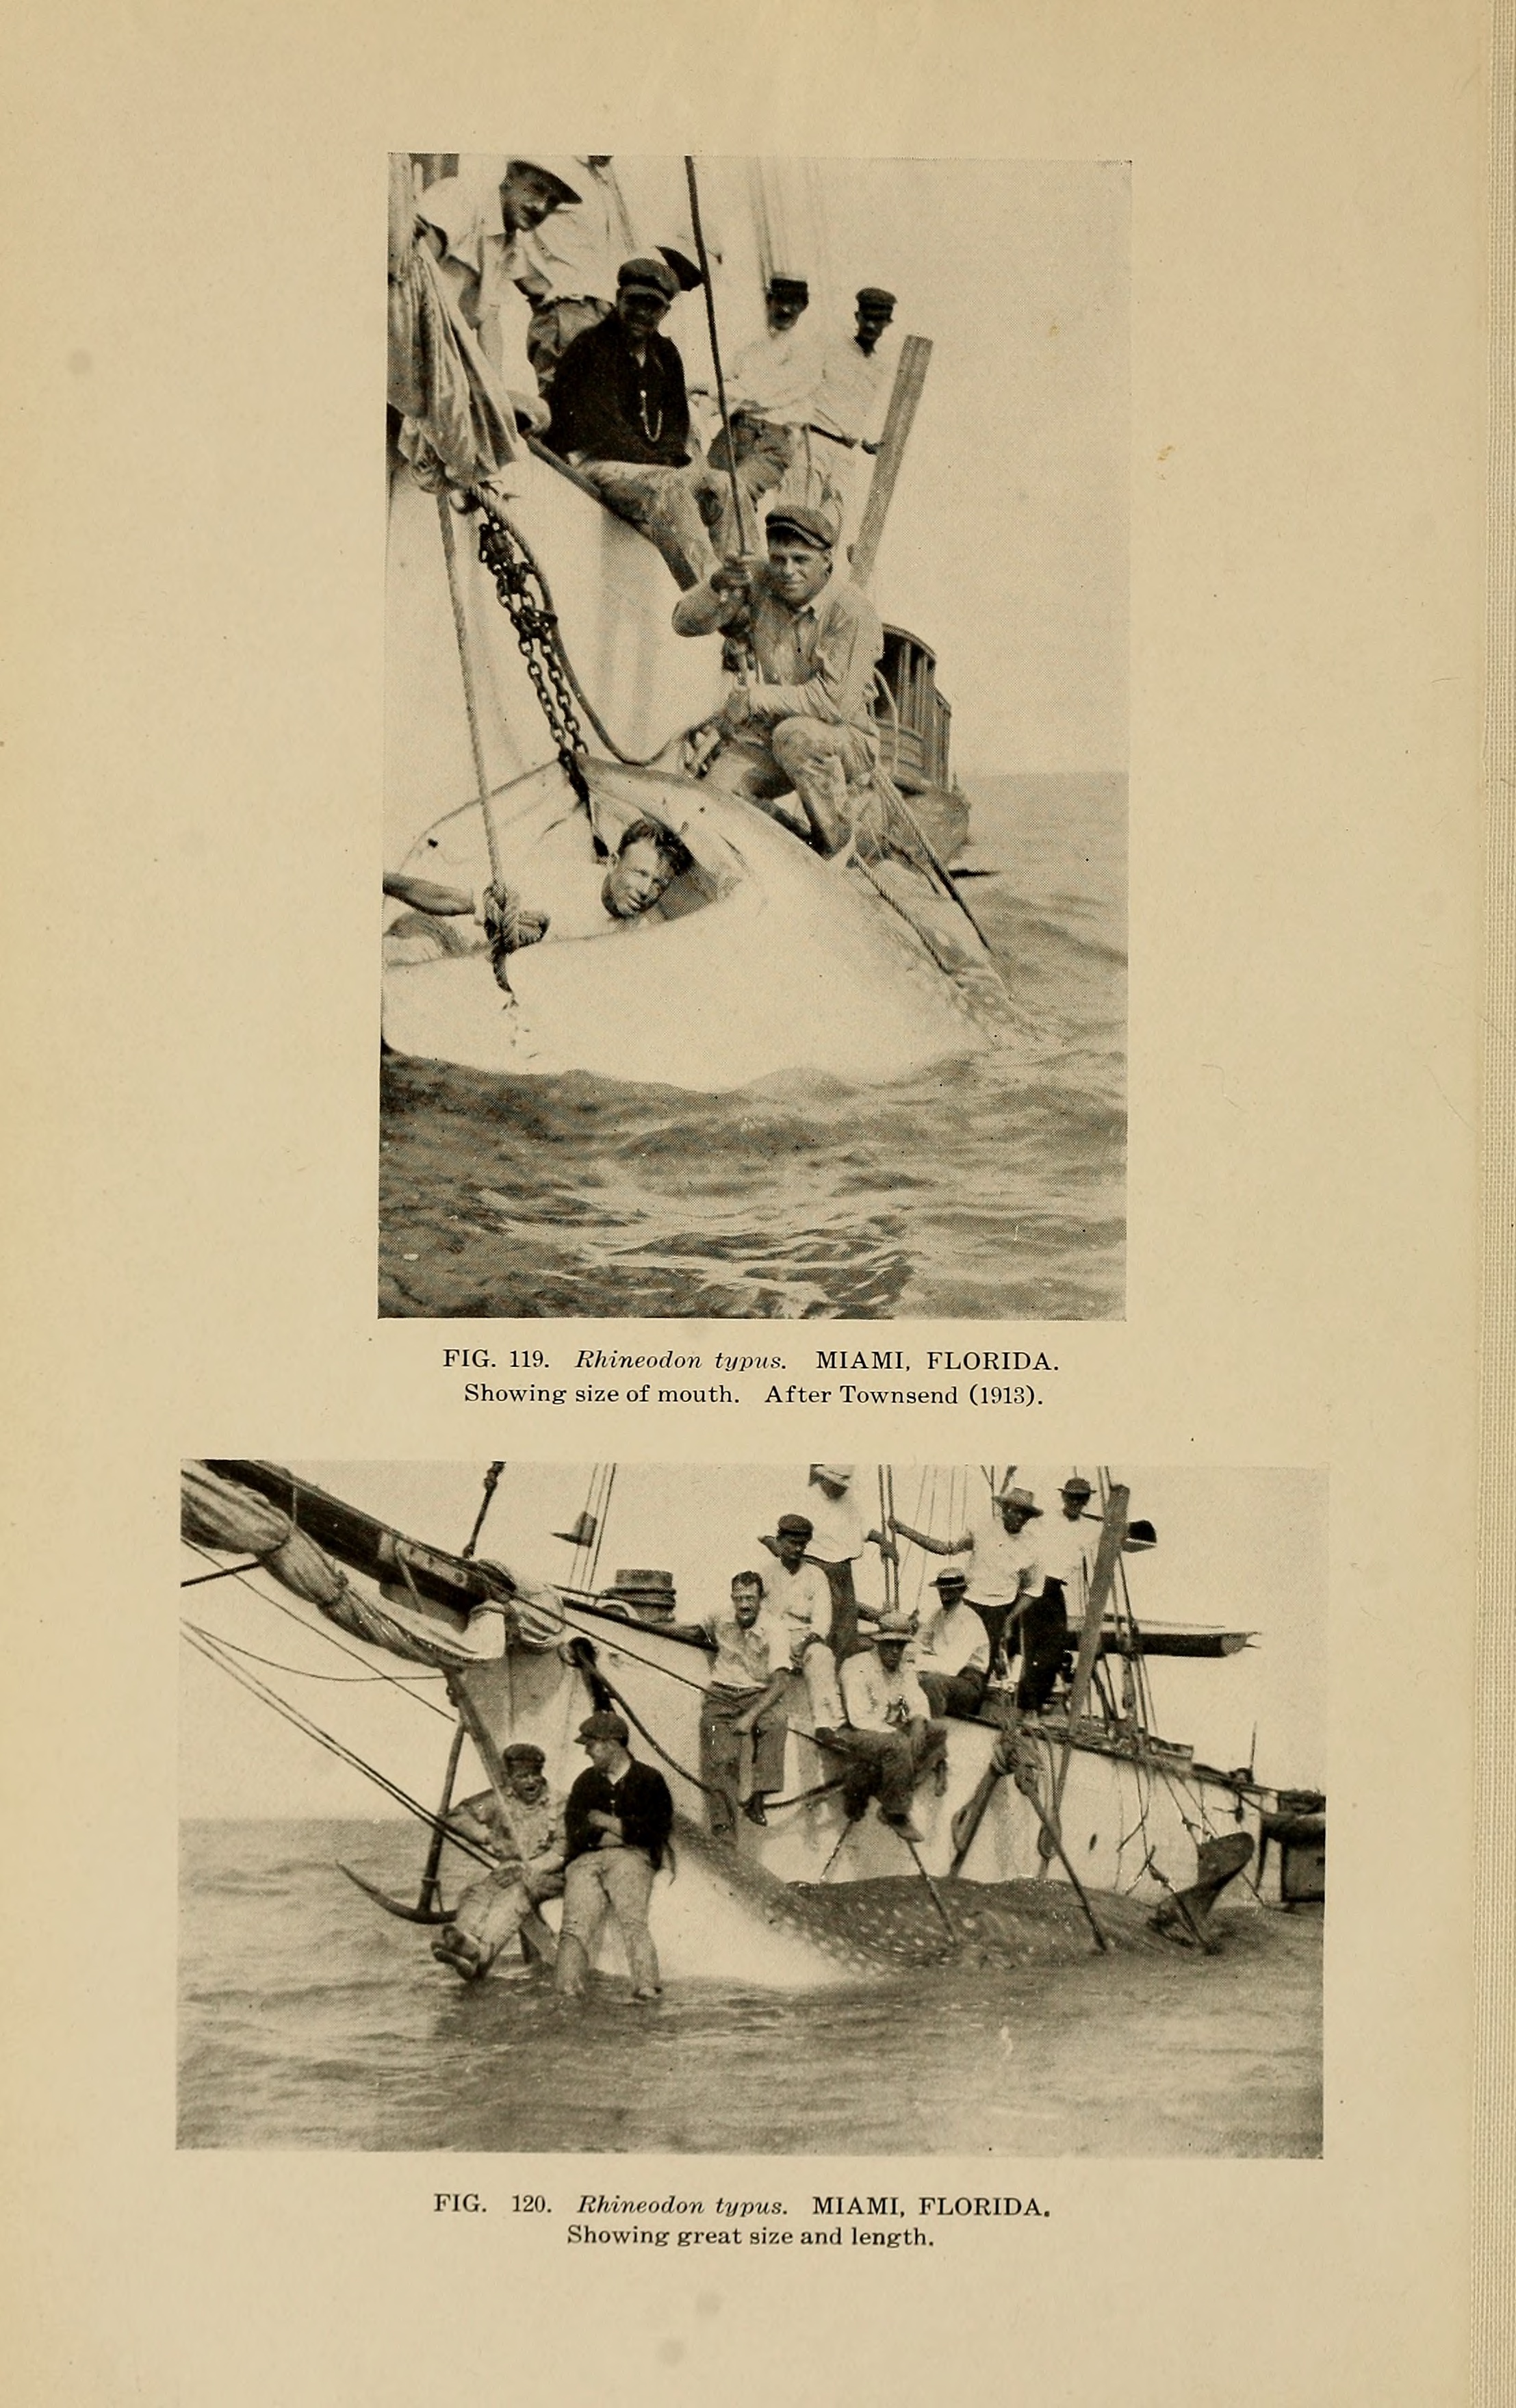 FIG. 119. Rhineodon typus. MIAMI, FLORIDA.
Showing size of mouth. After Townsend (1913).
FIG. 120. Rhineodon typus. MIAMI, FLORIDA.
Showing great size and length.